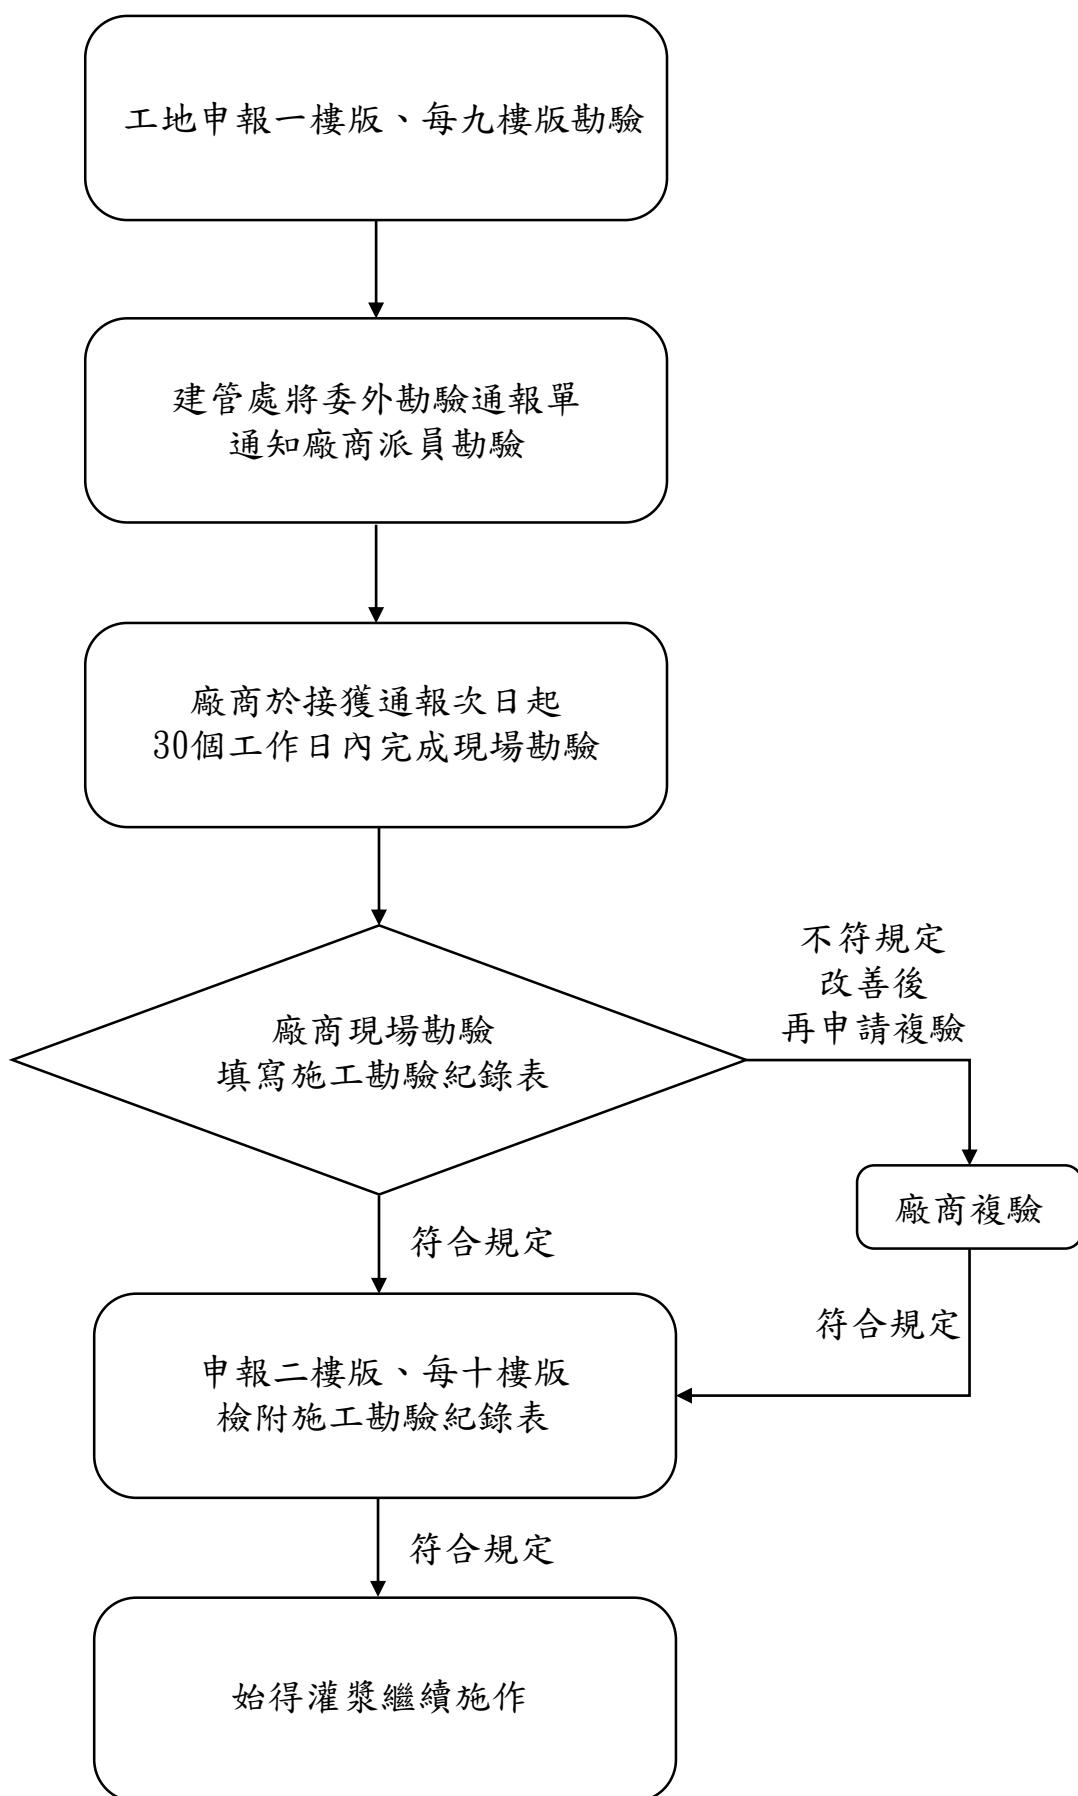 工地申報一樓版、每九樓版勘驗
建管處將委外勘驗通報單
通知廠商派員勘驗
廠商於接獲通報次日起
30個工作日內完成現場勘驗
不符規定
改善後
再申請複驗
廠商現場勘驗
填寫施工勘驗紀錄表
廠商複驗
符合規定
符合規定
申報二樓版、每十樓版
檢附施工勘驗紀錄表
符合規定
始得灌漿繼續施作